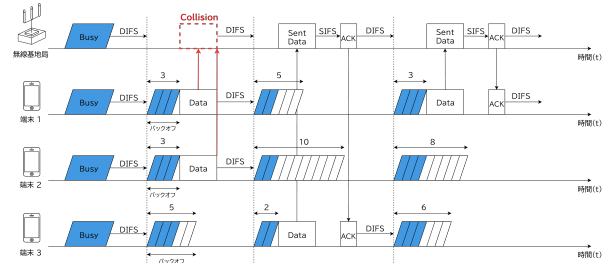 Collision
Busy
DIFS
DIFS
Sent
Data
SIFS
ACK
DIFS
Sent
Data
SIFS
ACK
DIFS
無線基地局
時間(t)
Busy
DIFS
3
Data
バックオフ
DIFS
5
3
Data
ACK
DIFS
端末 1
時間(t)
Busy
DIFS
3
Data
バックオフ
DIFS
10
8
端末 2
時間(t)
Busy
DIFS
5
バックオフ
2
Data
ACK
DIFS
6
端末 3
時間(t)